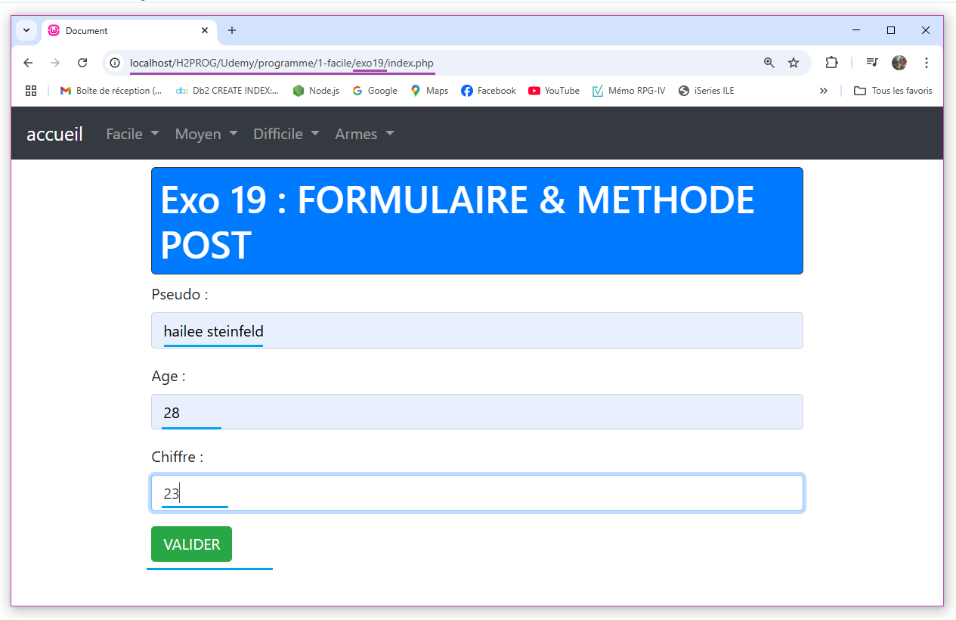 Document
localhost/H2PROG/Udemy/programme/1-facile/exo19/index.php
Boîte de réception (... Db2 CREATE INDEX:... Node.js Google Maps Facebook YouTube Mémo RPG-IV iSeries ILE Tous les favoris
accueil Facile Moyen Difficile Armes
Exo 19 : FORMULAIRE & METHODE
POST
Pseudo :
hailee steinfeld
Age :
28
Chiffre :
23
VALIDER